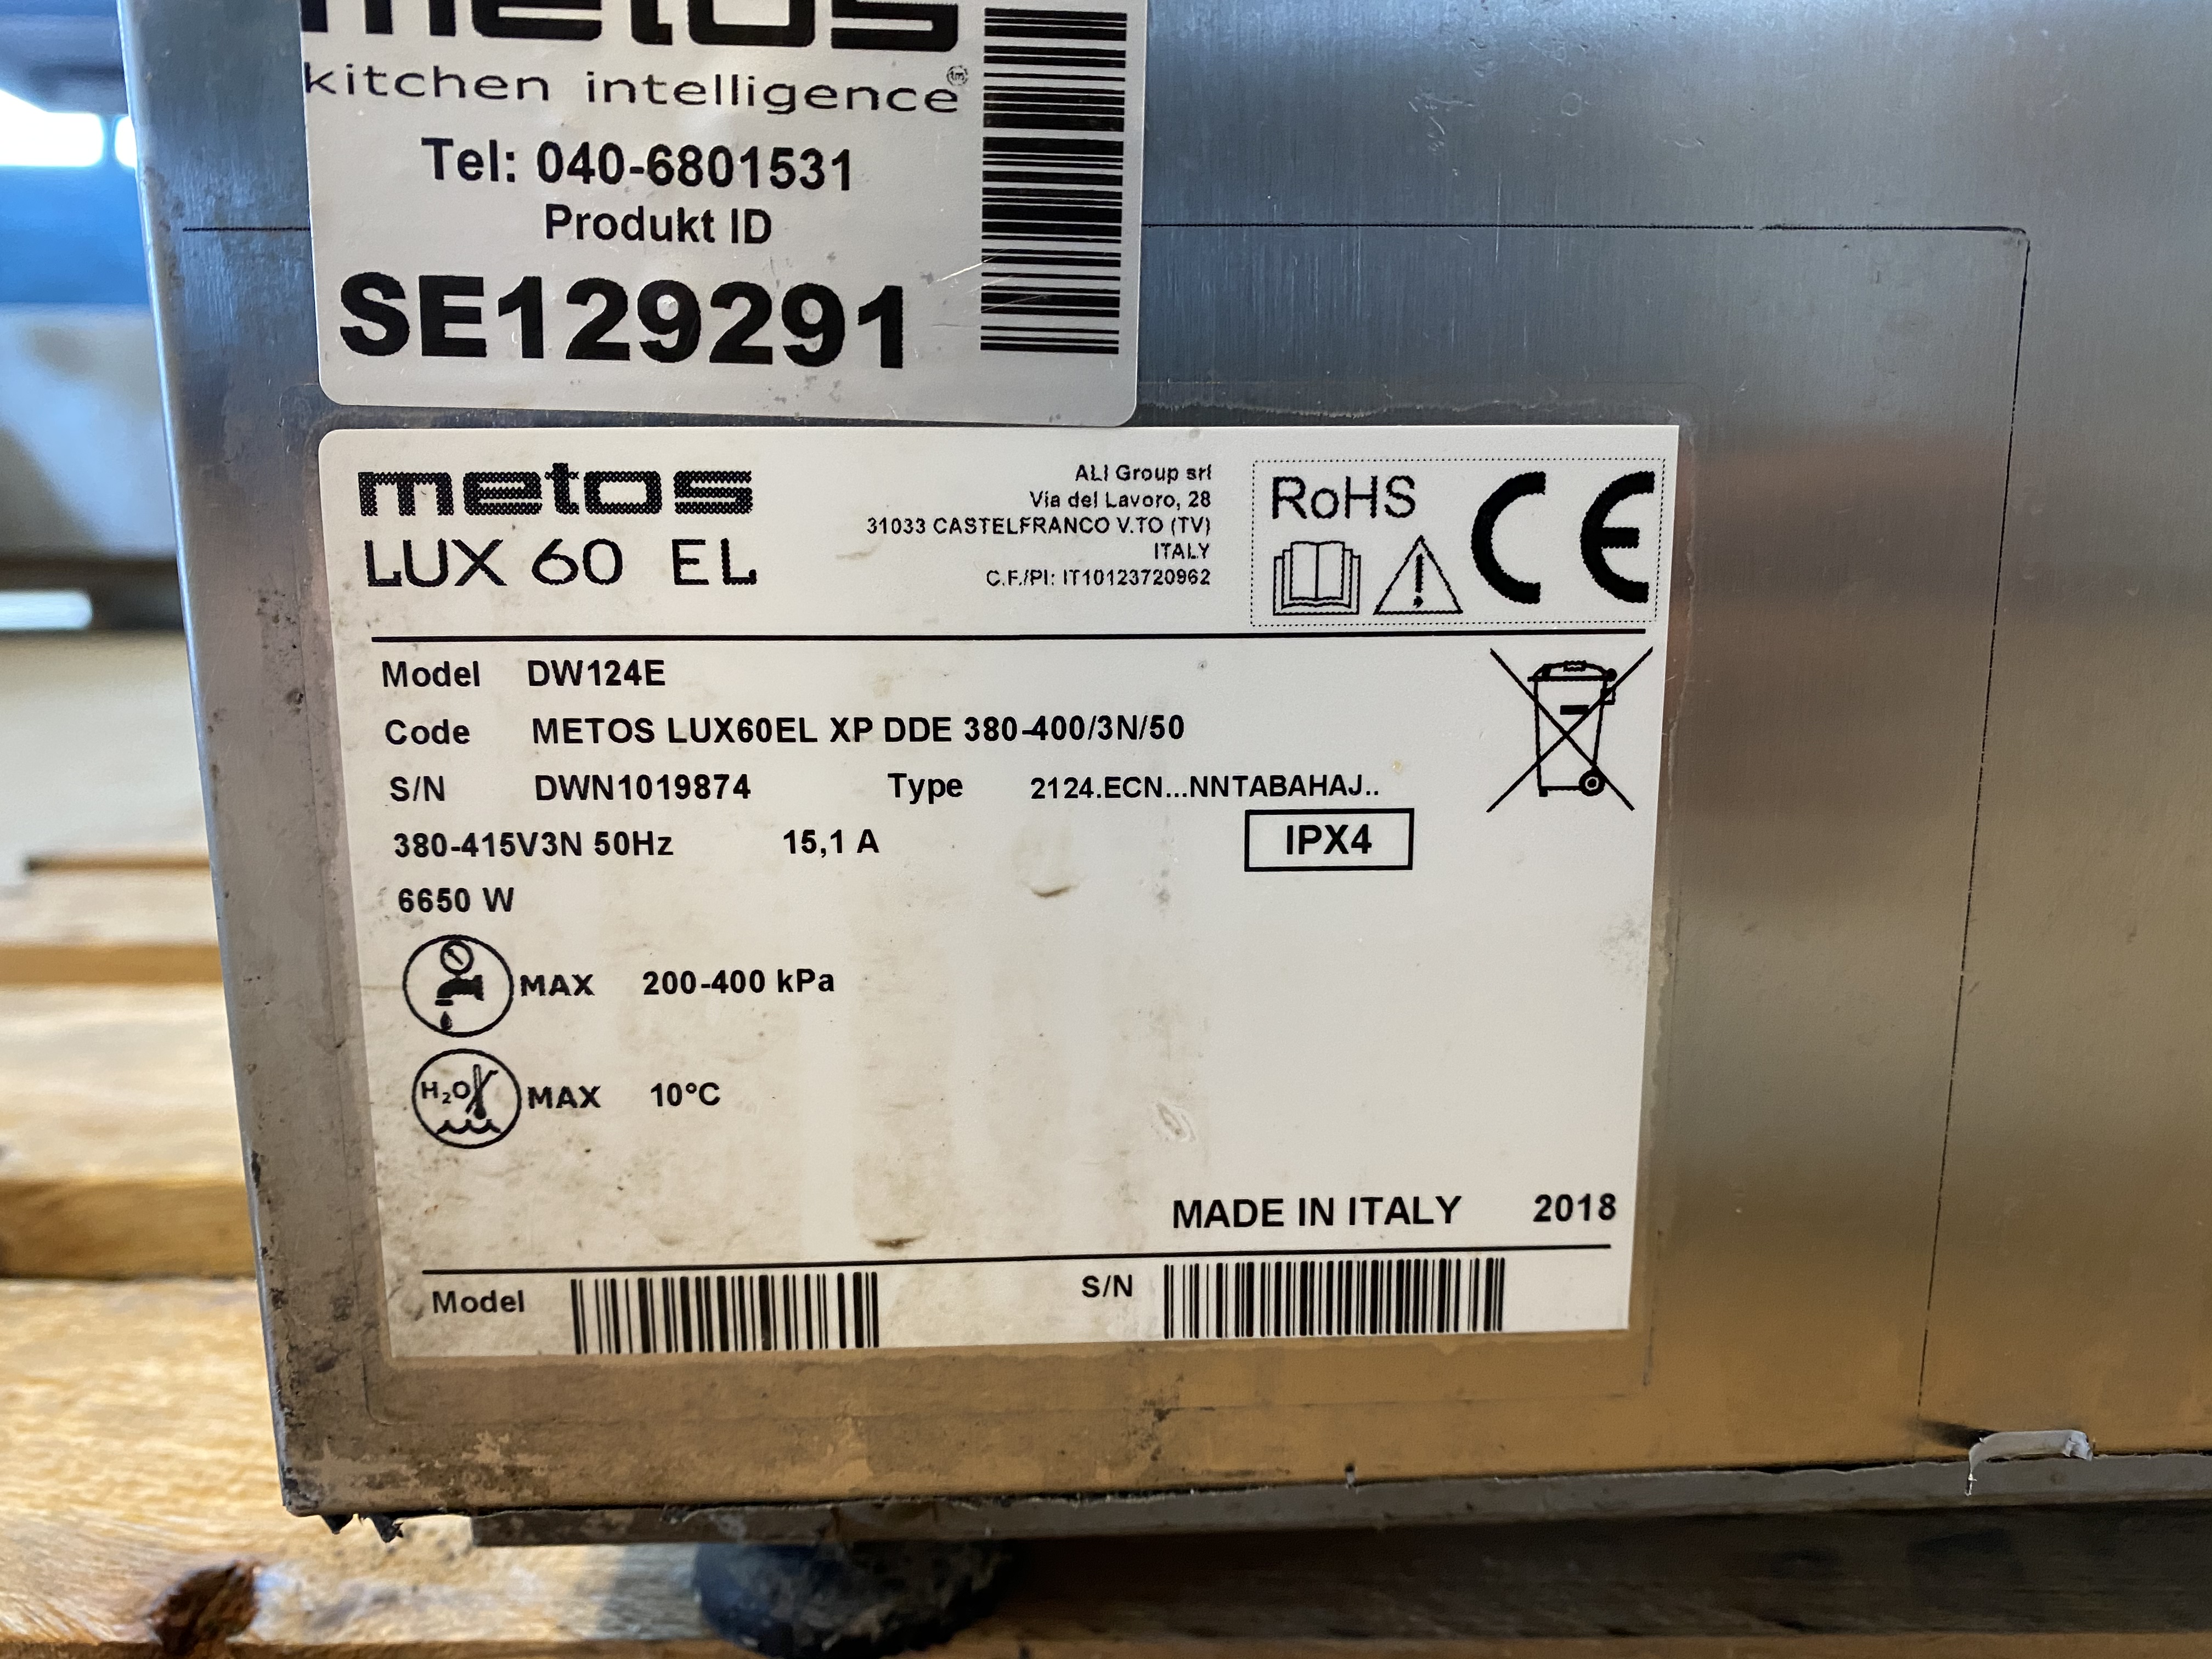 metos
kitchen intelligence
Tel: 040-6801531
Produkt ID
SE129291
metos
LUX 60 EL
ALI Group srl
Via del Lavoro, 28
31033 CASTELFRANCO V.TO (TV)
ITALY
C.F./PI: IT10123720962
RoHS
CE
Model DW124E
Code METOS LUX60EL XP DDE 380-400/3N/50
S/N DWN1019874 Type 2124.ECN...NNTABAHAJ..
380-415V3N 50Hz 15,1 A IPX4
6650 W
MAX 200-400 kPa
H₂O MAX 10°C
MADE IN ITALY 2018
Model S/N